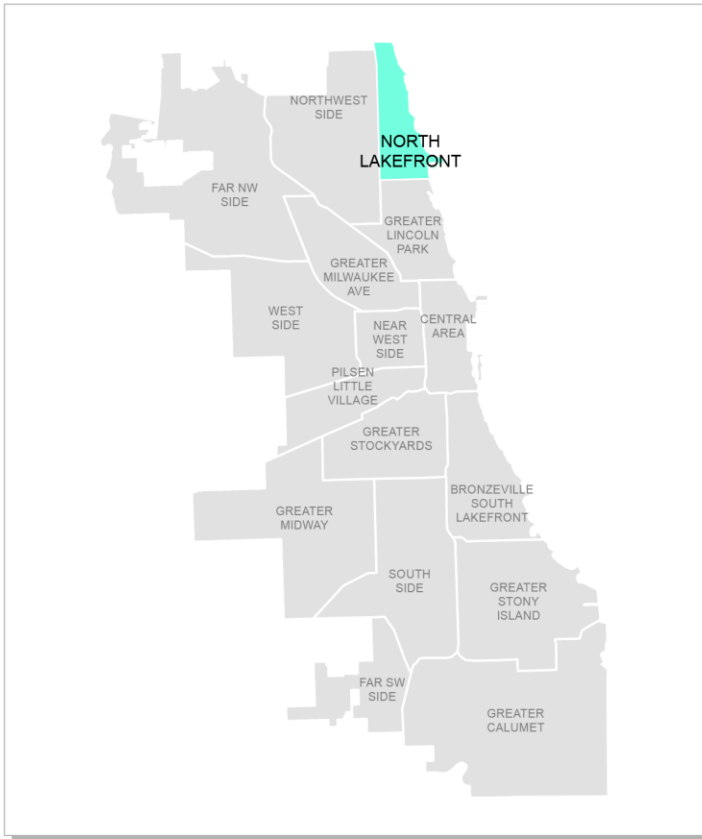 NORTHWEST
SIDE
NORTH
LAKEFRONT
FAR NW
SIDE
GREATER
LINCOLN
PARK
GREATER
MILWAUKEE
AVE
WEST
SIDE
NEAR
WEST
SIDE
CENTRAL
AREA
PILSEN
LITTLE
VILLAGE
GREATER
STOCKYARDS
BRONZEVILLE
SOUTH
LAKEFRONT
GREATER
MIDWAY
SOUTH
SIDE
GREATER
STONY
ISLAND
FAR SW
SIDE
GREATER
CALUMET